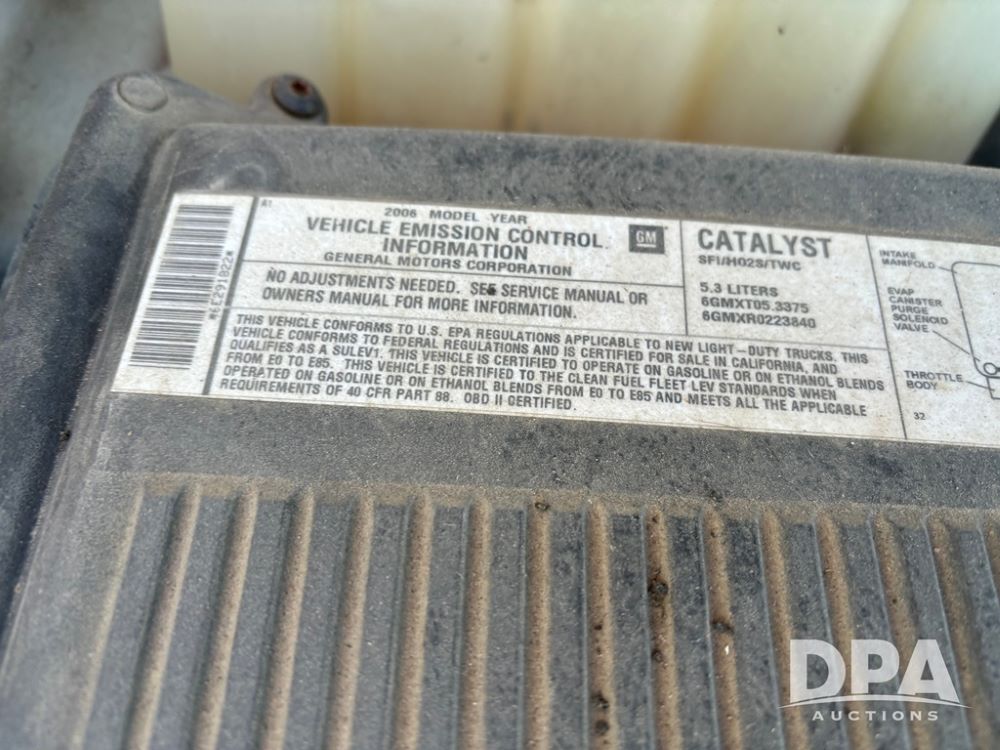 *6E291822W*
A1
2006 MODEL YEAR
VEHICLE EMISSION CONTROL
INFORMATION
GENERAL MOTORS CORPORATION
GM
NO ADJUSTMENTS NEEDED. SEE SERVICE MANUAL OR
OWNERS MANUAL FOR MORE INFORMATION.
CATALYST
SFI/HO2S/TWC
5.3 LITERS
6GMXT05.3375
6GMXR0223840
THIS VEHICLE CONFORMS TO U.S. EPA REGULATIONS APPLICABLE TO NEW LIGHT-DUTY TRUCKS. THIS
VEHICLE CONFORMS TO FEDERAL REGULATIONS AND IS CERTIFIED FOR SALE IN CALIFORNIA, AND
QUALIFIES AS A SULEV1. THIS VEHICLE IS CERTIFIED TO OPERATE ON GASOLINE OR ON ETHANOL BLENDS
FROM E0 TO E85. THIS VEHICLE IS CERTIFIED TO THE CLEAN FUEL FLEET LEV STANDARDS WHEN
OPERATED ON GASOLINE OR ON ETHANOL BLENDS FROM E0 TO E85 AND MEETS ALL THE APPLICABLE
REQUIREMENTS OF 40 CFR PART 88. OBD II CERTIFIED.
INTAKE
MANIFOLD
EVAP
CANISTER
PURGE
SOLENOID
VALVE
THROTTLE
BODY
32
DPA
AUCTIONS